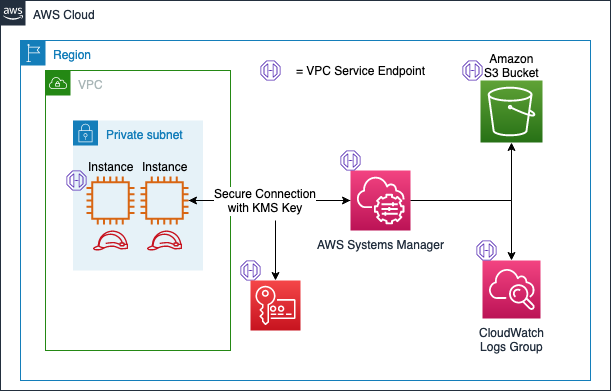 aws
AWS Cloud
Region
VPC
Private subnet
Instance
Instance
= VPC Service Endpoint
Amazon
S3 Bucket
Secure Connection
with KMS Key
AWS Systems Manager
CloudWatch
Logs Group